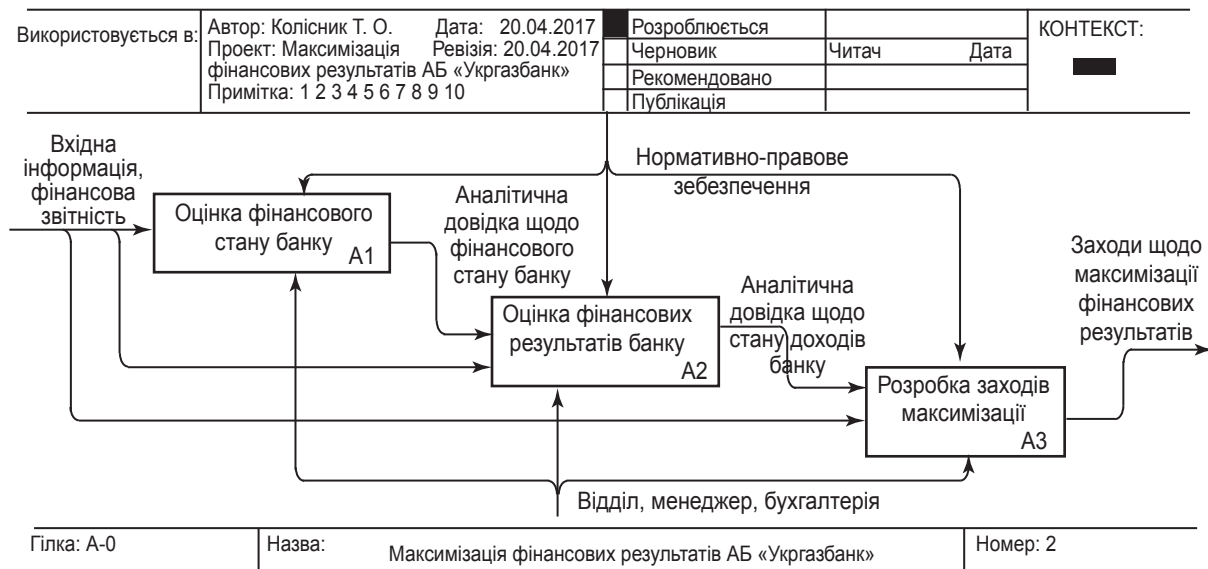 Використовується в:
Автор: Колісник Т. О. Дата: 20.04.2017
Проект: Максимізація Ревізія: 20.04.2017
фінансових результатів АБ «Укргазбанк»
Примітка: 1 2 3 4 5 6 7 8 9 10
Розроблюється
Черновик Читач Дата
Рекомендовано
Публікація
КОНТЕКСТ:
Вхідна
інформація,
фінансова
звітність
Нормативно-правове
зебезпечення
Оцінка фінансового
стану банку
А1
Аналітична
довідка щодо
фінансового
стану банку
Оцінка фінансових
результатів банку
А2
Аналітична
довідка щодо
стану доходів
банку
Розробка заходів
максимізації
А3
Заходи щодо
максимізації
фінансових
результатів
Відділ, менеджер, бухгалтерія
Гілка: А-0
Назва:
Максимізація фінансових результатів АБ «Укргазбанк»
Номер: 2